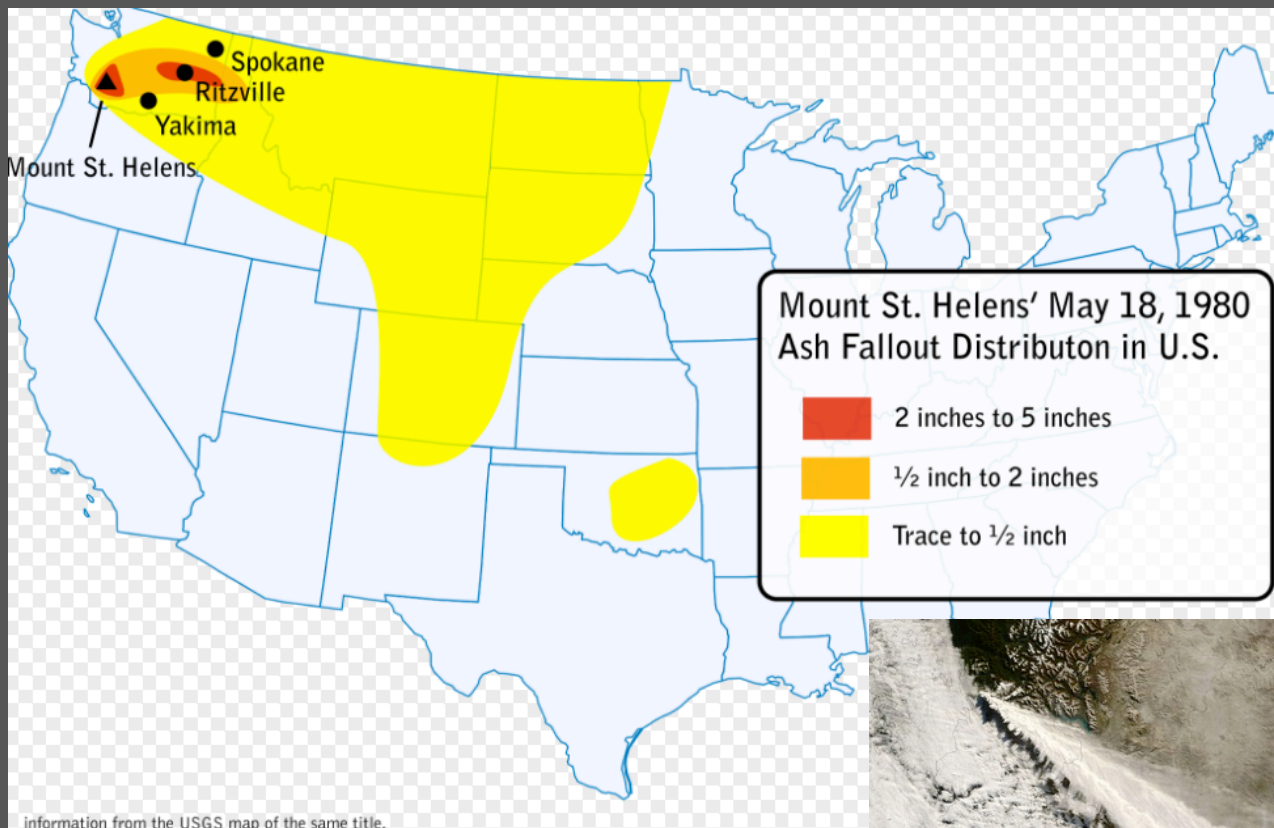 Spokane
Ritzville
Yakima
Mount St. Helens
Mount St. Helens’ May 18, 1980
Ash Fallout Distributon in U.S.
2 inches to 5 inches
½ inch to 2 inches
Trace to ½ inch
information from the USGS map of the same title.